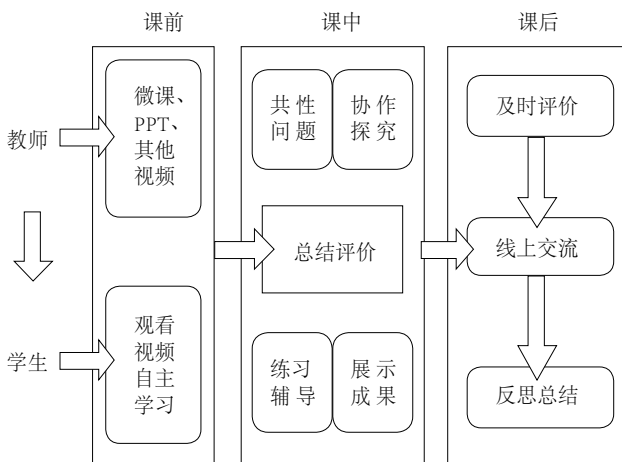 课前 课中 课后
教师
微课、
PPT、
其他
视频
共性 协作
问题 探究
及时评价
总结评价
线上交流
学生
观看
视频
自主
学习
练习 展示
辅导 成果
反思总结